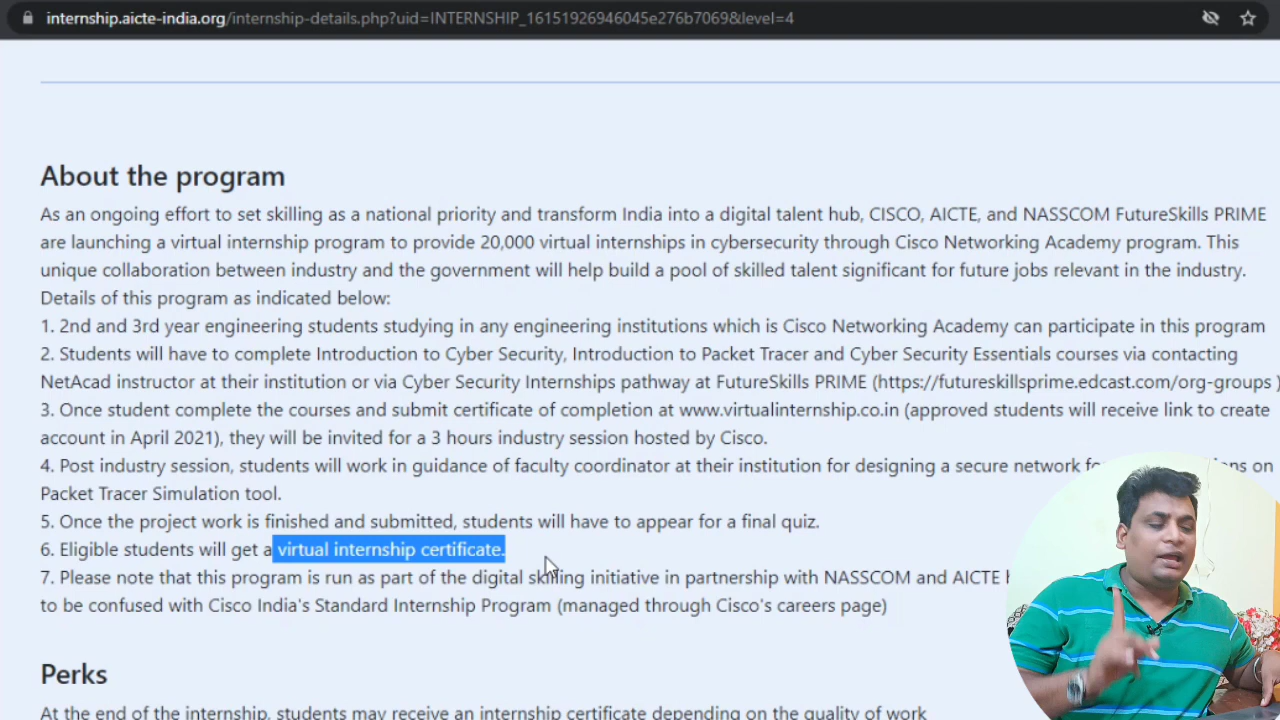 internship.aicte-india.org/internship-details.php?uid=INTERNSHIP_16151926946045e276b7069&level=4
About the program
As an ongoing effort to set skilling as a national priority and transform India into a digital talent hub, CISCO, AICTE, and NASSCOM FutureSkills PRIME
are launching a virtual internship program to provide 20,000 virtual internships in cybersecurity through Cisco Networking Academy program. This
unique collaboration between industry and the government will help build a pool of skilled talent significant for future jobs relevant in the industry.
Details of this program as indicated below:
1. 2nd and 3rd year engineering students studying in any engineering institutions which is Cisco Networking Academy can participate in this program
2. Students will have to complete Introduction to Cyber Security, Introduction to Packet Tracer and Cyber Security Essentials courses via contacting
NetAcad instructor at their institution or via Cyber Security Internships pathway at FutureSkills PRIME (https://futureskillsprime.edcast.com/org-groups )
3. Once student complete the courses and submit certificate of completion at www.virtualinternship.co.in (approved students will receive link to create
account in April 2021), they will be invited for a 3 hours industry session hosted by Cisco.
4. Post industry session, students will work in guidance of faculty coordinator at their institution for designing a secure network on
Packet Tracer Simulation tool.
5. Once the project work is finished and submitted, students will have to appear for a final quiz.
6. Eligible students will get a virtual internship certificate.
7. Please note that this program is run as part of the digital skilling initiative in partnership with NASSCOM and AICTE
to be confused with Cisco India's Standard Internship Program (managed through Cisco's careers page)
Perks
At the end of the internship, students may receive an internship certificate depending on the quality of work